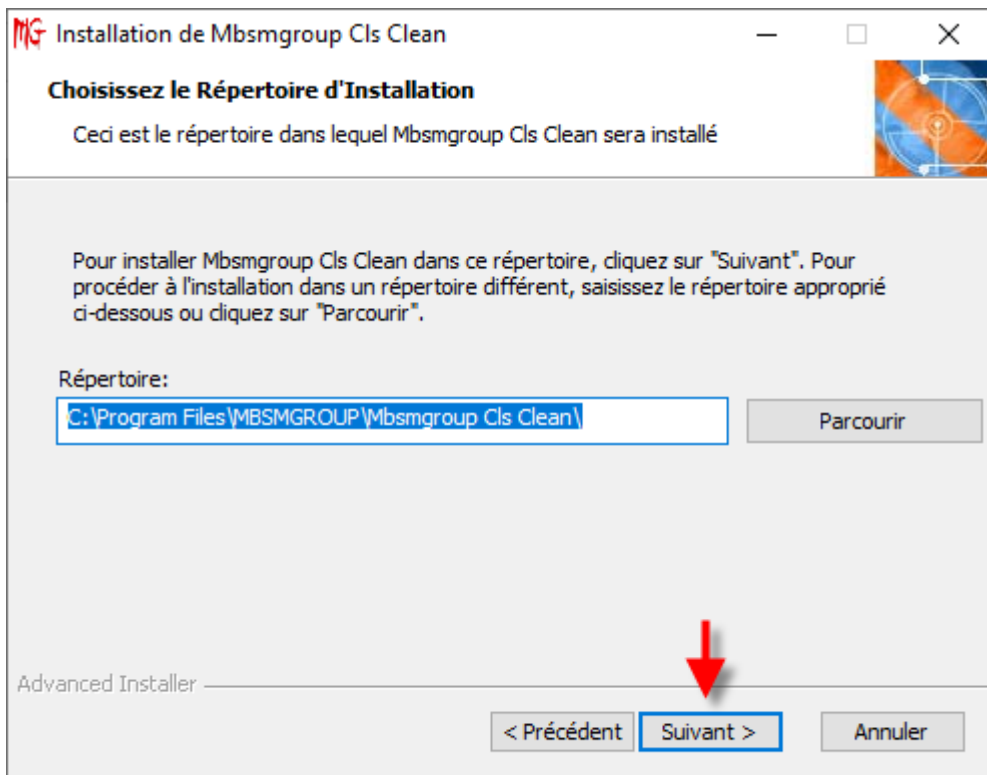 MG Installation de Mbsmgroup Cls Clean
Choisissez le Répertoire d'Installation
Ceci est le répertoire dans lequel Mbsmgroup Cls Clean sera installé
Pour installer Mbsmgroup Cls Clean dans ce répertoire, cliquez sur "Suivant". Pour
procéder à l'installation dans un répertoire différent, saisissez le répertoire approprié
ci-dessous ou cliquez sur "Parcourir".
Répertoire:
C:\Program Files\MBSMGROUP\Mbsmgroup Cls Clean\
Parcourir
Advanced Installer
< Précédent
Suivant >
Annuler